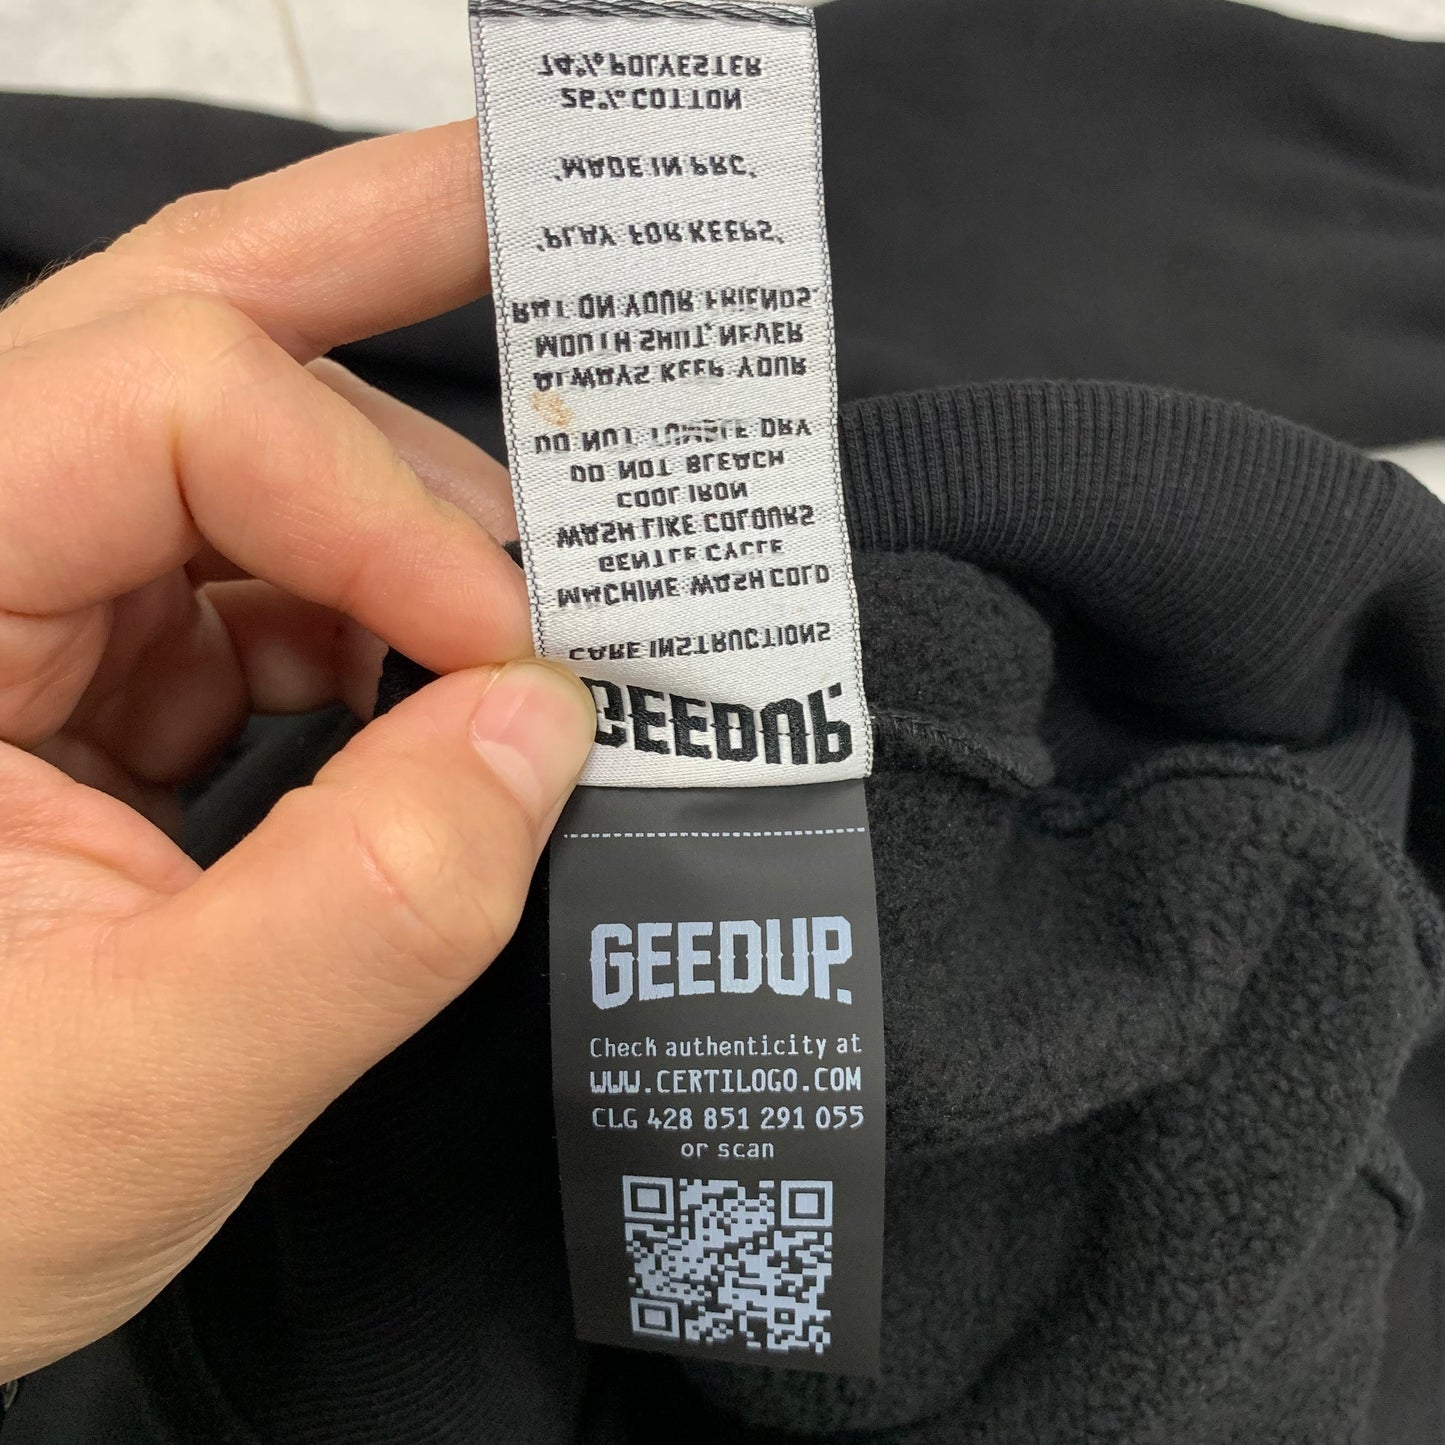 GEEDUP.
CARE INSTRUCTIONS
MACHINE WASH COLD
GENTLE CYCLE
WASH LIKE COLOURS
COOL IRON
DO NOT BLEACH
DO NOT TUMBLE DRY
ALWAYS KEEP YOUR
MOUTH SHUT, NEVER
RAT ON YOUR FRIENDS
'PLAY FOR KEEPS'
'MADE IN PRC'
26% COTTON
74% POLYESTER
GEEDUP.
Check authenticity at
WWW.CERTILOGO.COM
CLG 428 851 291 055
or scan